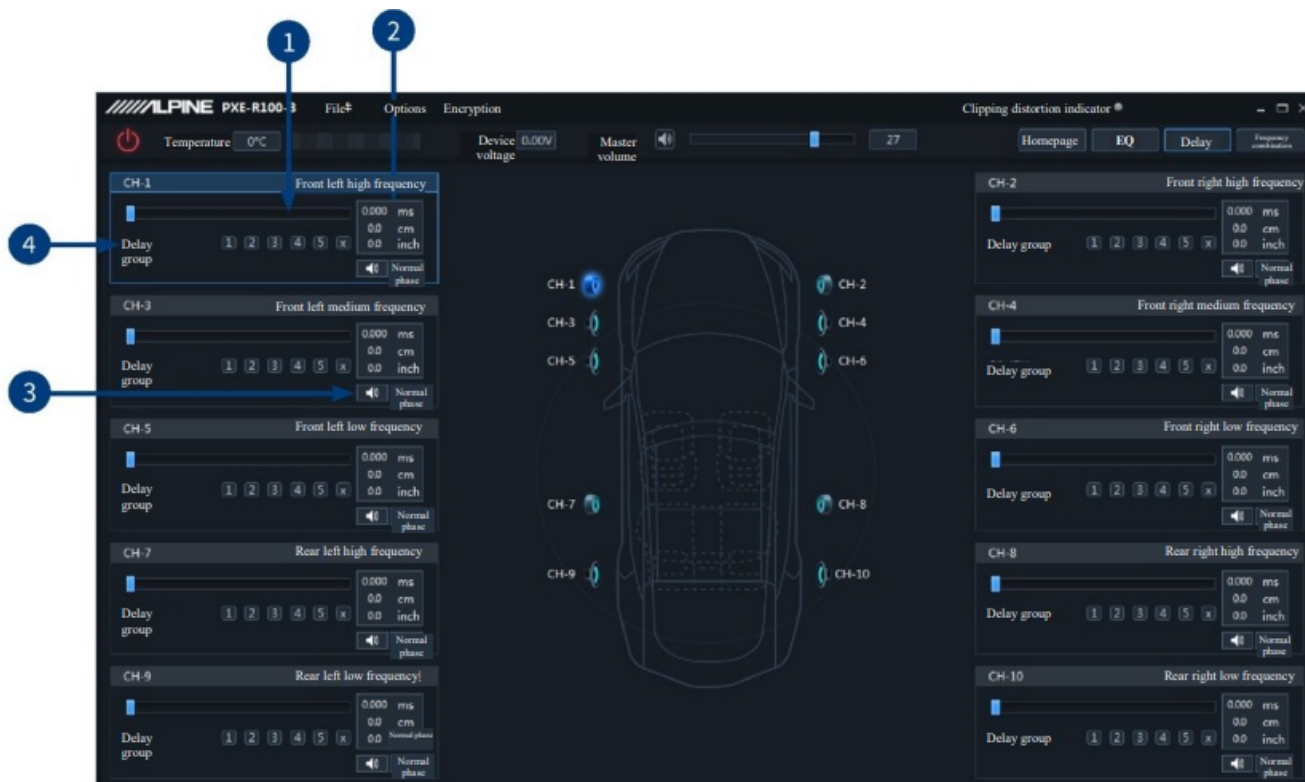 1
2
ALPINE PXE-R100-3 File Options Encryption Clipping distortion indicator
Temperature 0°C Device voltage 0.00V Master volume 27 Homepage EQ Delay Frequency combination
CH-1 Front left high frequency
0.000 ms
0.0 cm
4 Delay group 1 2 3 4 5 x 0.0 inch
Normal phase
CH-3 Front left medium frequency
0.000 ms
0.0 cm
Delay group 1 2 3 4 5 x 0.0 inch
3 Normal phase
CH-5 Front left low frequency
0.000 ms
0.0 cm
Delay group 1 2 3 4 5 x 0.0 inch
Normal phase
CH-7 Rear left high frequency
0.000 ms
0.0 cm
Delay group 1 2 3 4 5 x 0.0 inch
Normal phase
CH-9 Rear left low frequency
0.000 ms
0.0 cm
Delay group 1 2 3 4 5 x 0.0 Normal phase
Normal phase
CH-1 CH-2
CH-3 CH-4
CH-5 CH-6
CH-7 CH-8
CH-9 CH-10
CH-2 Front right high frequency
0.000 ms
0.0 cm
Delay group 1 2 3 4 5 x 0.0 inch
Normal phase
CH-4 Front right medium frequency
0.000 ms
0.0 cm
Delay group 1 2 3 4 5 x 0.0 inch
Normal phase
CH-6 Front right low frequency
0.000 ms
0.0 cm
Delay group 1 2 3 4 5 x 0.0 inch
Normal phase
CH-8 Rear right high frequency
0.000 ms
0.0 cm
Delay group 1 2 3 4 5 x 0.0 inch
Normal phase
CH-10 Rear right low frequency
0.000 ms
0.0 cm
Delay group 1 2 3 4 5 x 0.0 inch
Normal phase